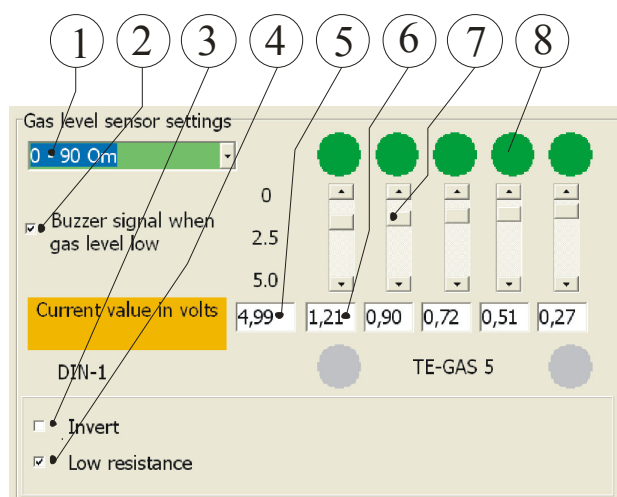 1 2 3 4 5 6 7 8
Gas level sensor settings
0 - 90 Om
Buzzer signal when
gas level low
0
2.5
5.0
Current value in volts
4,99 1,21 0,90 0,72 0,51 0,27
DIN-1
TE-GAS 5
Invert
Low resistance